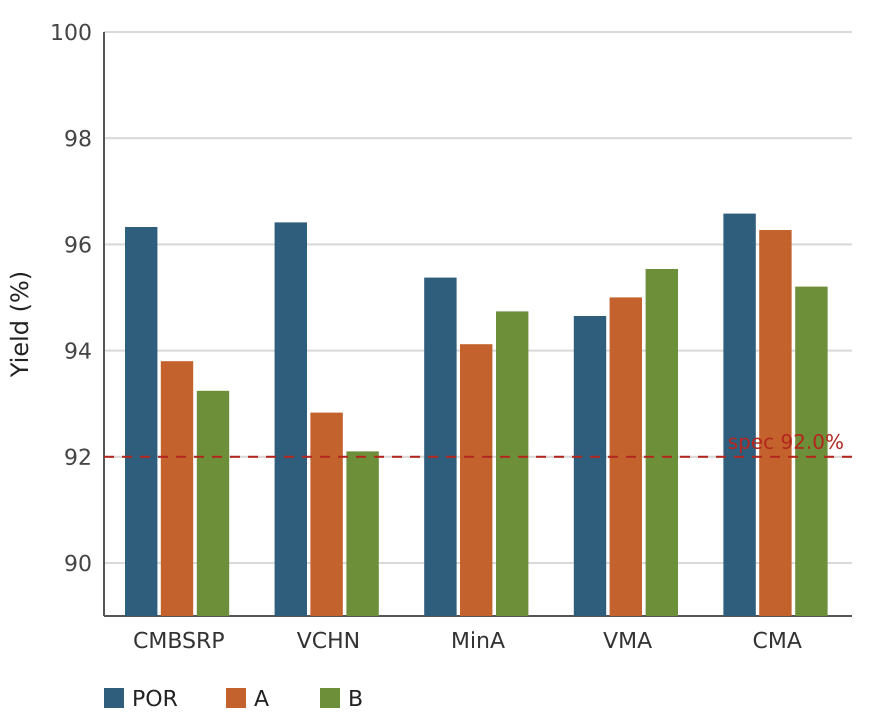 100
98
96
94
92
90
Yield (%)
spec 92.0%
CMBSRP VCHN MinA VMA CMA
POR A B